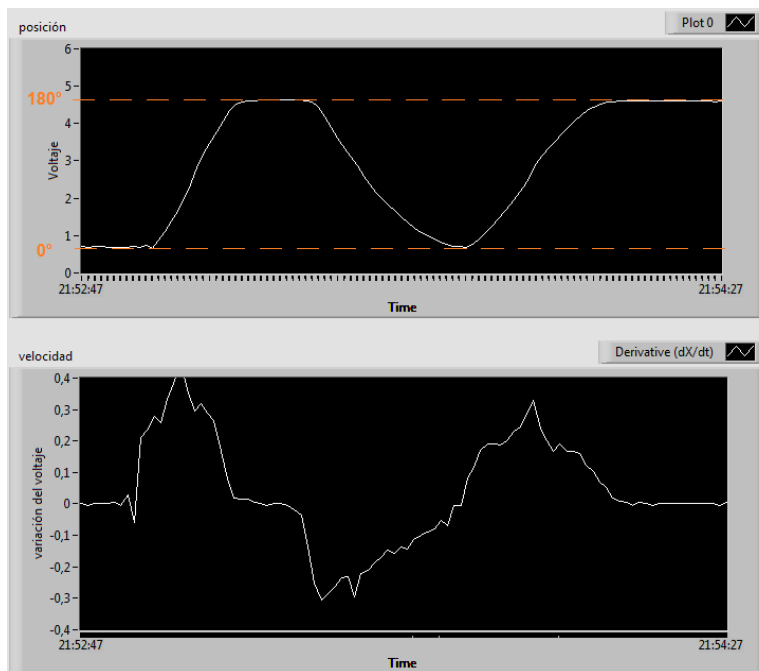 posición
Plot 0
6
5
180º
4
3
2
1
0º
0
Voltaje
21:52:47
21:54:27
Time
velocidad
Derivative (dX/dt)
0,4
0,3
0,2
0,1
0
-0,1
-0,2
-0,3
-0,4
variación del voltaje
21:52:47
21:54:27
Time